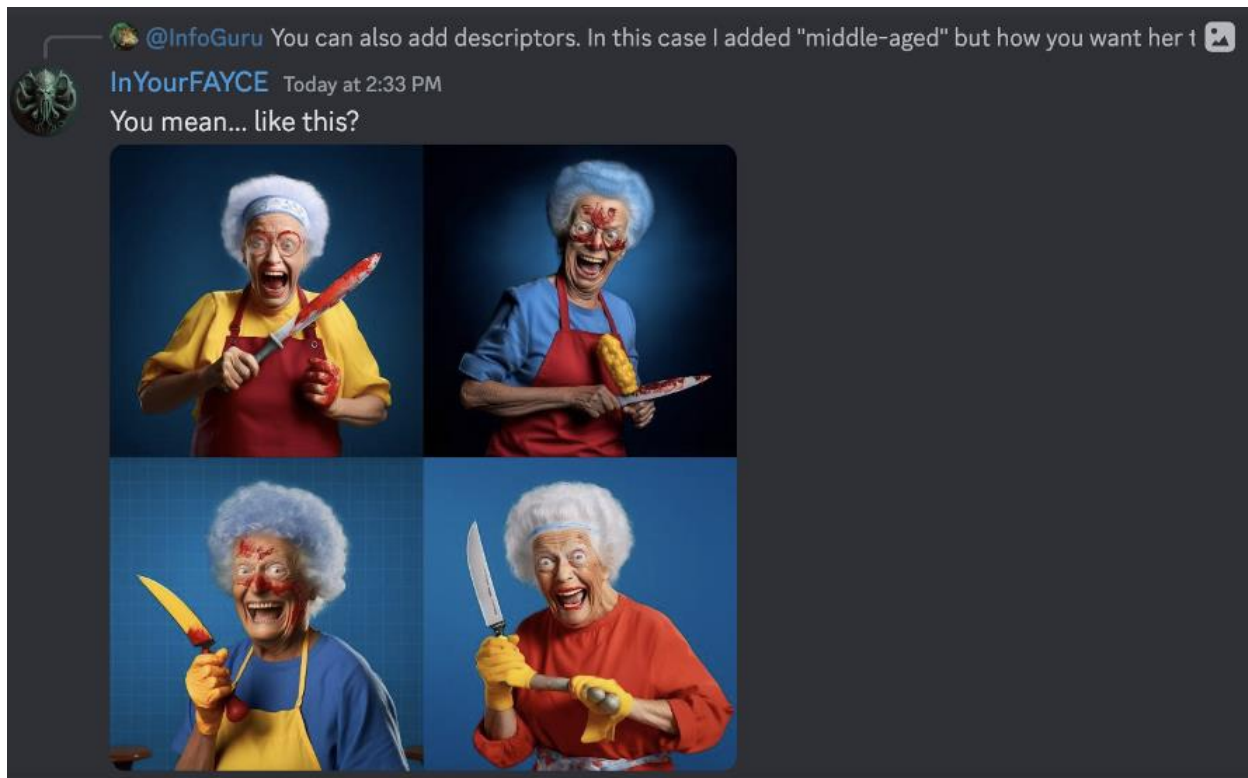 @InfoGuru You can also add descriptors. In this case I added "middle-aged" but how you want her t
InYourFAYCE Today at 2:33 PM
You mean... like this?